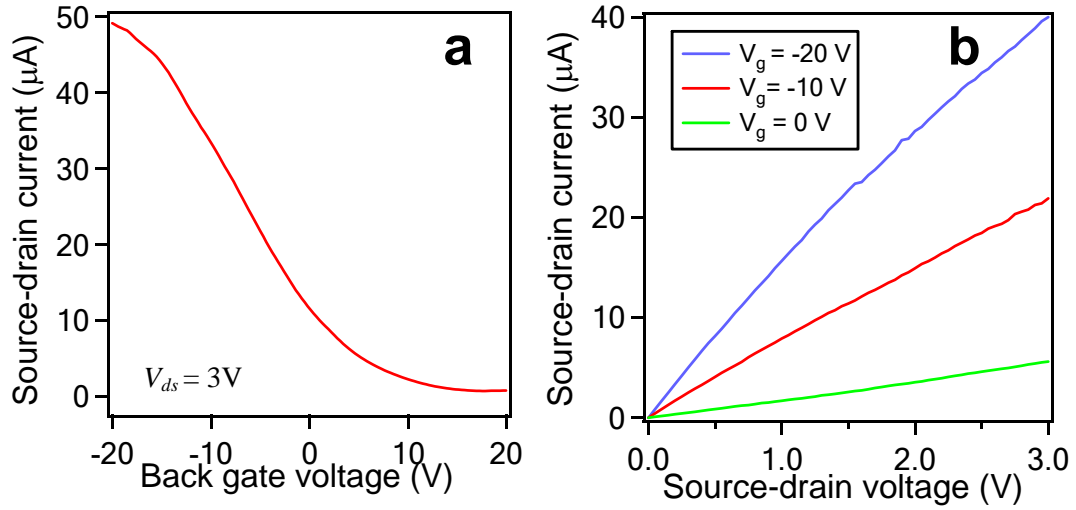 a
Source-drain current (μA)
50
40
30
20
10
0
V_ds = 3V
-20
-10
0
10
20
Back gate voltage (V)
b
Source-drain current (μA)
40
30
20
10
0
V_g = -20 V
V_g = -10 V
V_g = 0 V
0.0
1.0
2.0
3.0
Source-drain voltage (V)